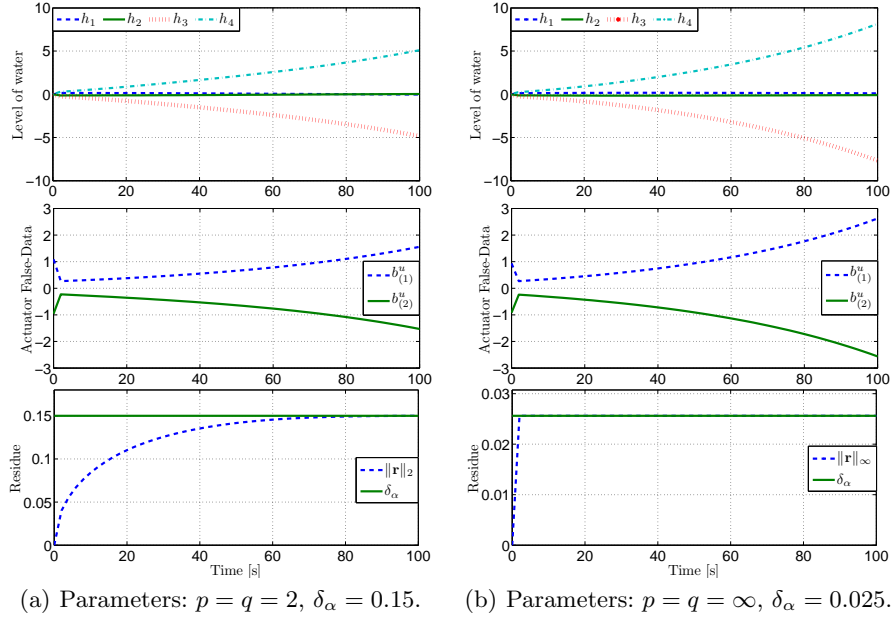 h₁ h₂ h₃ h₄
Level of water
10
5
0
−5
−10
0 20 40 60 80 100
Actuator False-Data
3
2
1
0
−1
−2
−3
bᵘ₍₁₎
bᵘ₍₂₎
0 20 40 60 80 100
Residue
0.15
0.1
0.05
0
‖r‖₂
δα
0 20 40 60 80 100
Time [s]
(a) Parameters: p = q = 2, δα = 0.15.
h₁ h₂ h₃ h₄
Level of water
10
5
0
−5
−10
0 20 40 60 80 100
Actuator False-Data
3
2
1
0
−1
−2
−3
bᵘ₍₁₎
bᵘ₍₂₎
0 20 40 60 80 100
Residue
0.03
0.02
0.01
0
‖r‖∞
δα
0 20 40 60 80 100
Time [s]
(b) Parameters: p = q = ∞, δα = 0.025.